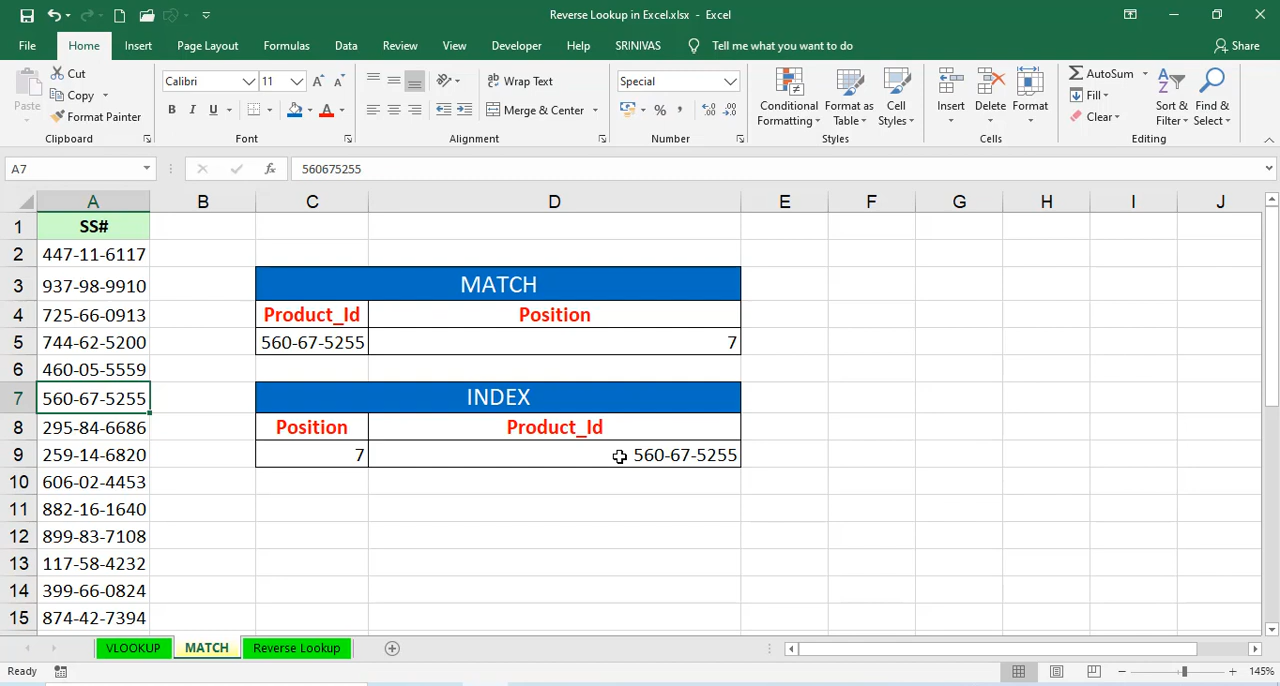 Reverse Lookup in Excel.xlsx - Excel
File Home Insert Page Layout Formulas Data Review View Developer Help SRINIVAS Tell me what you want to do Share
Paste
Cut
Copy
Format Painter
Clipboard
Calibri 11
B I U
Font
Wrap Text
Merge & Center
Alignment
Special
Number
Conditional Formatting
Format as Table
Cell Styles
Styles
Insert Delete Format
Cells
AutoSum
Fill
Clear
Sort & Filter
Find & Select
Editing
A7 fx 560675255
A B C D E F G H I J
1 SS#
2 447-11-6117
3 937-98-9910 MATCH
4 725-66-0913 Product_Id Position
5 744-62-5200 560-67-5255 7
6 460-05-5559
7 560-67-5255 INDEX
8 295-84-6686 Position Product_Id
9 259-14-6820 7 560-67-5255
10 606-02-4453
11 882-16-1640
12 899-83-7108
13 117-58-4232
14 399-66-0824
15 874-42-7394
VLOOKUP MATCH Reverse Lookup
Ready 145%